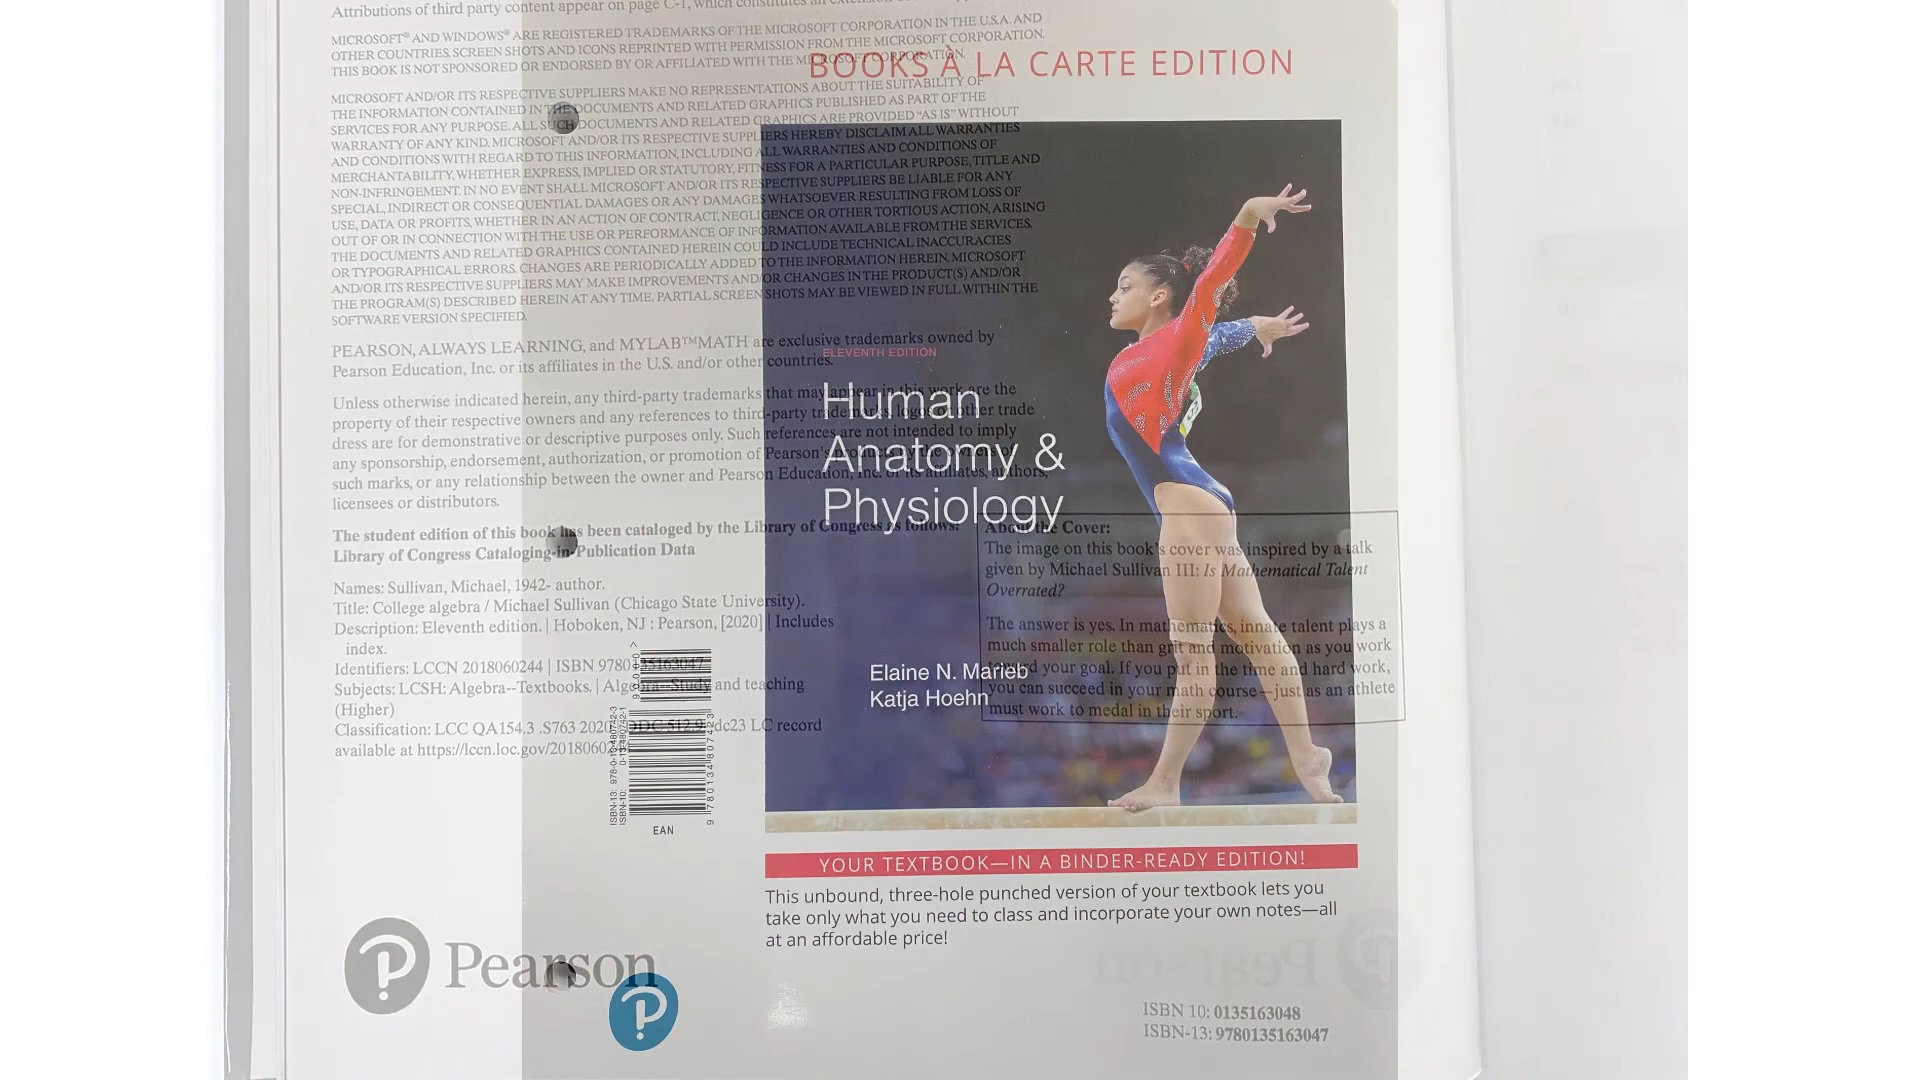 Attributions of third party content appear on page C-1, which constitutes an
MICROSOFT® AND WINDOWS® ARE REGISTERED TRADEMARKS OF THE MICROSOFT CORPORATION IN THE U.S.A. AND
OTHER COUNTRIES. SCREEN SHOTS AND ICONS REPRINTED WITH PERMISSION FROM THE MICROSOFT CORPORATION.
THIS BOOK IS NOT SPONSORED OR ENDORSED BY OR AFFILIATED WITH THE MICROSOFT CORPORATION.
BOOKS À LA CARTE EDITION
MICROSOFT AND/OR ITS RESPECTIVE SUPPLIERS MAKE NO REPRESENTATIONS ABOUT THE SUITABILITY OF
THE INFORMATION CONTAINED IN THE DOCUMENTS AND RELATED GRAPHICS PUBLISHED AS PART OF THE
SERVICES FOR ANY PURPOSE. ALL SUCH DOCUMENTS AND RELATED GRAPHICS ARE PROVIDED "AS IS" WITHOUT
WARRANTY OF ANY KIND. MICROSOFT AND/OR ITS RESPECTIVE SUPPLIERS HEREBY DISCLAIM ALL WARRANTIES
AND CONDITIONS WITH REGARD TO THIS INFORMATION, INCLUDING ALL WARRANTIES AND CONDITIONS OF
MERCHANTABILITY, WHETHER EXPRESS, IMPLIED OR STATUTORY, FITNESS FOR A PARTICULAR PURPOSE, TITLE AND
NON-INFRINGEMENT. IN NO EVENT SHALL MICROSOFT AND/OR ITS RESPECTIVE SUPPLIERS BE LIABLE FOR ANY
SPECIAL, INDIRECT OR CONSEQUENTIAL DAMAGES OR ANY DAMAGES WHATSOEVER RESULTING FROM LOSS OF
USE, DATA OR PROFITS, WHETHER IN AN ACTION OF CONTRACT, NEGLIGENCE OR OTHER TORTIOUS ACTION, ARISING
OUT OF OR IN CONNECTION WITH THE USE OR PERFORMANCE OF INFORMATION AVAILABLE FROM THE SERVICES.
THE DOCUMENTS AND RELATED GRAPHICS CONTAINED HEREIN COULD INCLUDE TECHNICAL INACCURACIES
OR TYPOGRAPHICAL ERRORS. CHANGES ARE PERIODICALLY ADDED TO THE INFORMATION HEREIN. MICROSOFT
AND/OR ITS RESPECTIVE SUPPLIERS MAY MAKE IMPROVEMENTS AND/OR CHANGES IN THE PRODUCT(S) AND/OR
THE PROGRAM(S) DESCRIBED HEREIN AT ANY TIME. PARTIAL SCREEN SHOTS MAY BE VIEWED IN FULL WITHIN THE
SOFTWARE VERSION SPECIFIED.
PEARSON, ALWAYS LEARNING, and MYLAB™ MATH are exclusive trademarks owned by
Pearson Education, Inc. or its affiliates in the U.S. and/or other countries.
ELEVENTH EDITION
Unless otherwise indicated herein, any third-party trademarks that may appear in this work are the
property of their respective owners and any references to third-party trademarks, logos or other trade
dress are for demonstrative or descriptive purposes only. Such references are not intended to imply
any sponsorship, endorsement, authorization, or promotion of Pearson's products by the owners of
such marks, or any relationship between the owner and Pearson Education, Inc. or its affiliates, authors,
licensees or distributors.
Human
Anatomy &
Physiology
The student edition of this book has been cataloged by the Library of Congress as follows:
Library of Congress Cataloging-in-Publication Data
Names: Sullivan, Michael, 1942- author.
Title: College algebra / Michael Sullivan (Chicago State University).
Description: Eleventh edition. | Hoboken, NJ : Pearson, [2020] | Includes
index.
Identifiers: LCCN 2018060244 | ISBN 9780135163047
Subjects: LCSH: Algebra--Textbooks. | Algebra--Study and teaching
(Higher)
Classification: LCC QA154.3 .S763 2020 | DDC 512.9--dc23 LC record
available at https://lccn.loc.gov/2018060244
About the Cover:
The image on this book's cover was inspired by a talk
given by Michael Sullivan III: Is Mathematical Talent
Overrated?
The answer is yes. In mathematics, innate talent plays a
much smaller role than grit and motivation as you work
toward your goal. If you put in the time and hard work,
you can succeed in your math course—just as an athlete
must work to medal in their sport.
Elaine N. Marieb
Katja Hoehn
ISBN-13: 978-0-13-480742-3
ISBN-10: 0-13-480742-1
9 780134 807423
EAN
YOUR TEXTBOOK—IN A BINDER-READY EDITION!
This unbound, three-hole punched version of your textbook lets you
take only what you need to class and incorporate your own notes—all
at an affordable price!
Pearson
ISBN 10: 0135163048
ISBN-13: 9780135163047